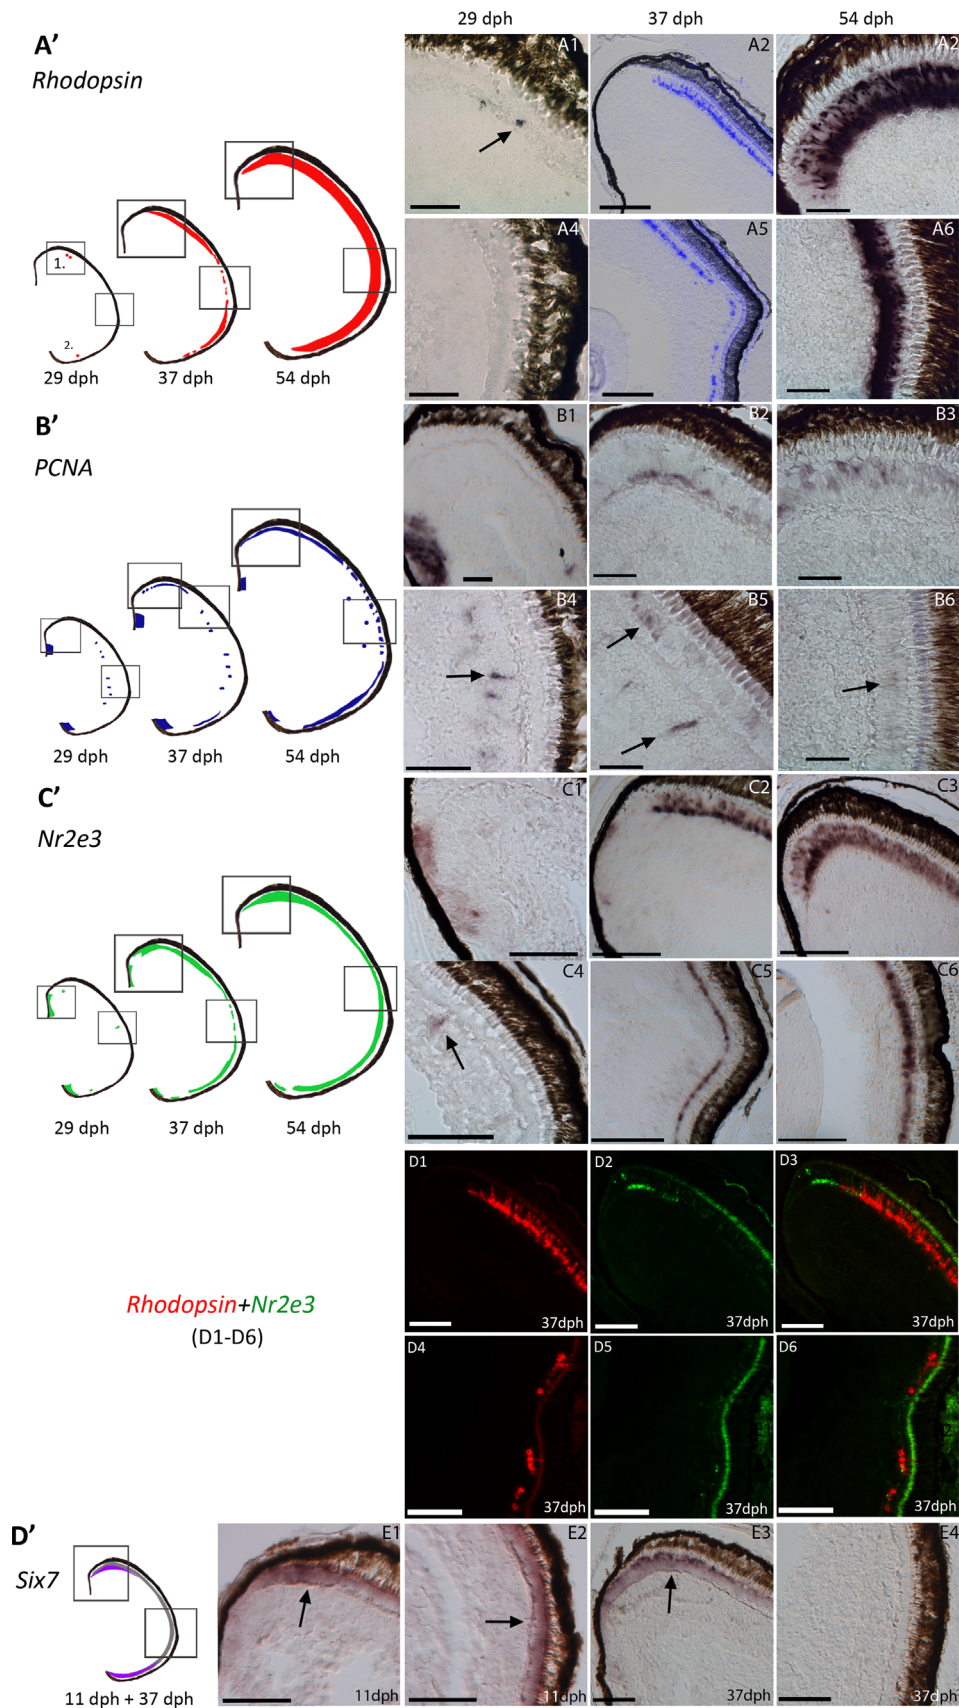 29 dph 37 dph 54 dph
A'
Rhodopsin
A1 A2 A2
1.
2.
29 dph 37 dph 54 dph
A4 A5 A6
B'
PCNA
B1 B2 B3
29 dph 37 dph 54 dph
B4 B5 B6
C'
Nr2e3
C1 C2 C3
29 dph 37 dph 54 dph
C4 C5 C6
Rhodopsin+Nr2e3
(D1-D6)
D1 D2 D3
37dph 37dph 37dph
D4 D5 D6
37dph 37dph 37dph
D'
Six7
11 dph + 37 dph
E1 E2 E3 E4
11dph 11dph 37dph 37dph